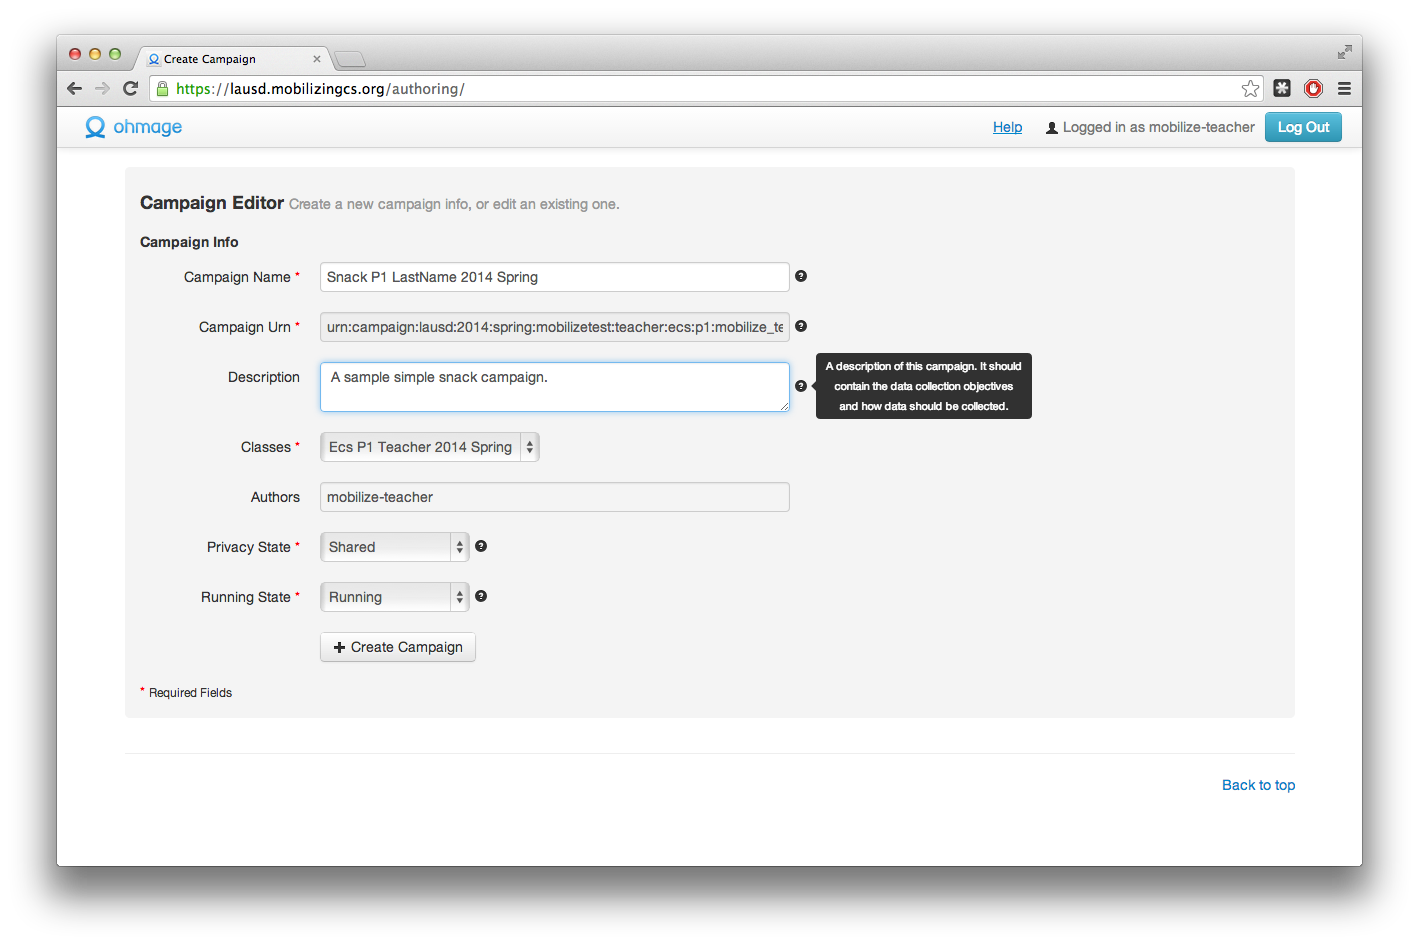 Create Campaign
https://lausd.mobilizingcs.org/authoring/
ohmage
Help
Logged in as mobilize-teacher
Log Out
Campaign Editor Create a new campaign info, or edit an existing one.
Campaign Info
Campaign Name * Snack P1 LastName 2014 Spring
Campaign Urn * urn:campaign:lausd:2014:spring:mobilizetest:teacher:ecs:p1:mobilize_te
Description A sample simple snack campaign.
A description of this campaign. It should
contain the data collection objectives
and how data should be collected.
Classes * Ecs P1 Teacher 2014 Spring
Authors mobilize-teacher
Privacy State * Shared
Running State * Running
Create Campaign
* Required Fields
Back to top